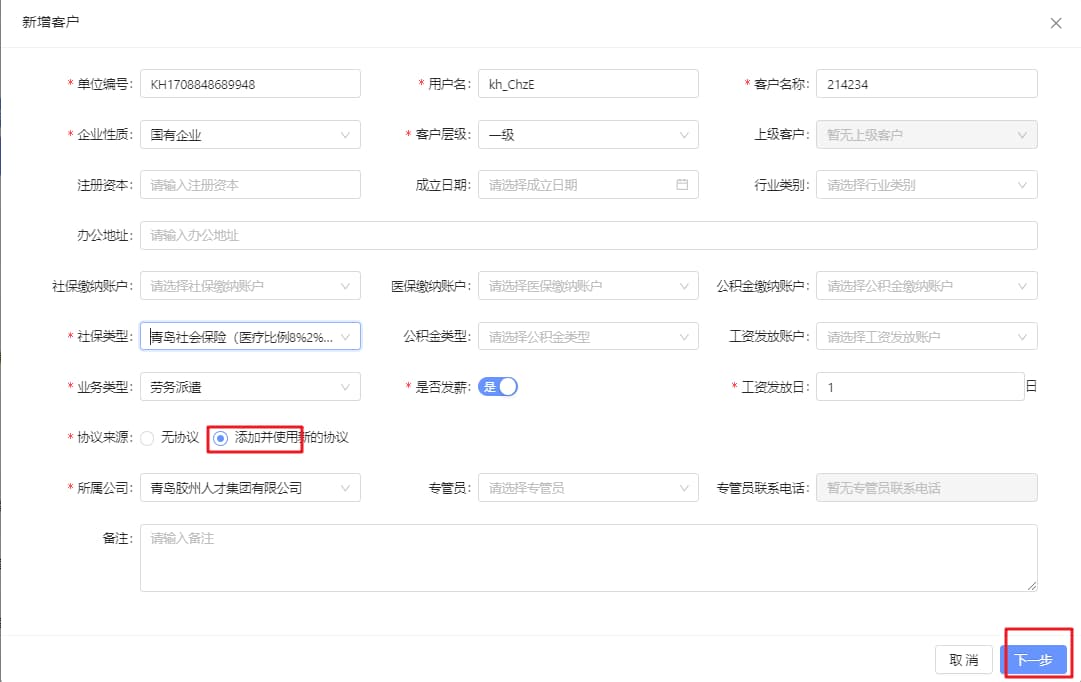 新增客户
* 单位编号: KH1708848689948 * 用户名: kh_ChzE * 客户名称: 214234
* 企业性质: 国有企业 * 客户层级: 一级 上级客户: 暂无上级客户
注册资本: 请输入注册资本 成立日期: 请选择成立日期 行业类别: 请选择行业类别
办公地址: 请输入办公地址
社保缴纳账户: 请选择社保缴纳账户 医保缴纳账户: 请选择医保缴纳账户 公积金缴纳账户: 请选择公积金缴纳账户
* 社保类型: 青岛社会保险（医疗比例8%2%... 公积金类型: 请选择公积金类型 工资发放账户: 请选择工资发放账户
* 业务类型: 劳务派遣 * 是否发薪: 是 * 工资发放日: 1 日
* 协议来源: 无协议 添加并使用新的协议
* 所属公司: 青岛胶州人才集团有限公司 专管员: 请选择专管员 专管员联系电话: 暂无专管员联系电话
备注: 请输入备注
取 消 下一步